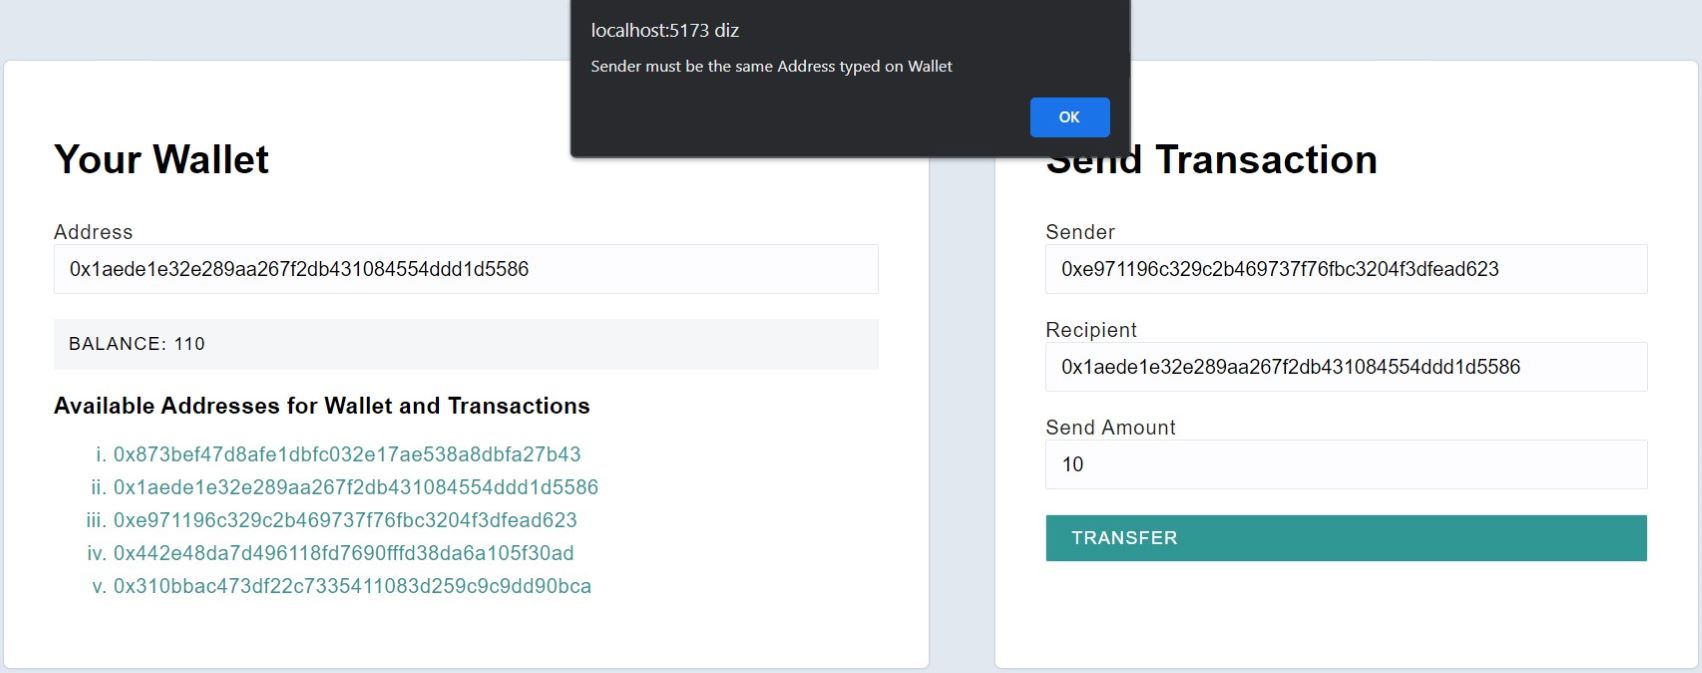 localhost:5173 diz
Sender must be the same Address typed on Wallet
OK
Your Wallet
Address
0x1aede1e32e289aa267f2db431084554ddd1d5586
BALANCE: 110
Available Addresses for Wallet and Transactions
i. 0x873bef47d8afe1dbfc032e17ae538a8dbfa27b43
ii. 0x1aede1e32e289aa267f2db431084554ddd1d5586
iii. 0xe971196c329c2b469737f76fbc3204f3dfead623
iv. 0x442e48da7d496118fd7690fffd38da6a105f30ad
v. 0x310bbac473df22c7335411083d259c9c9dd90bca
Send Transaction
Sender
0xe971196c329c2b469737f76fbc3204f3dfead623
Recipient
0x1aede1e32e289aa267f2db431084554ddd1d5586
Send Amount
10
TRANSFER